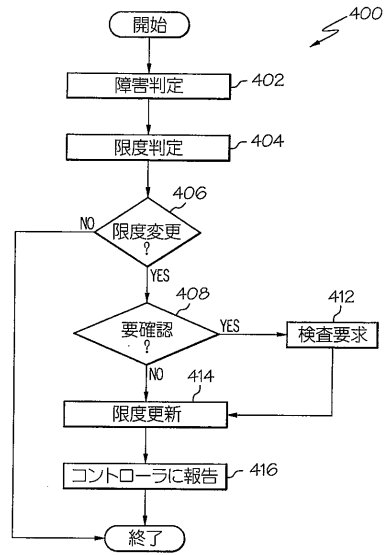 400
開始
障害判定
402
限度判定
404
406
限度変更
?
NO
YES
408
要確認
?
YES
412
検査要求
NO
414
限度更新
コントローラに報告
416
終了